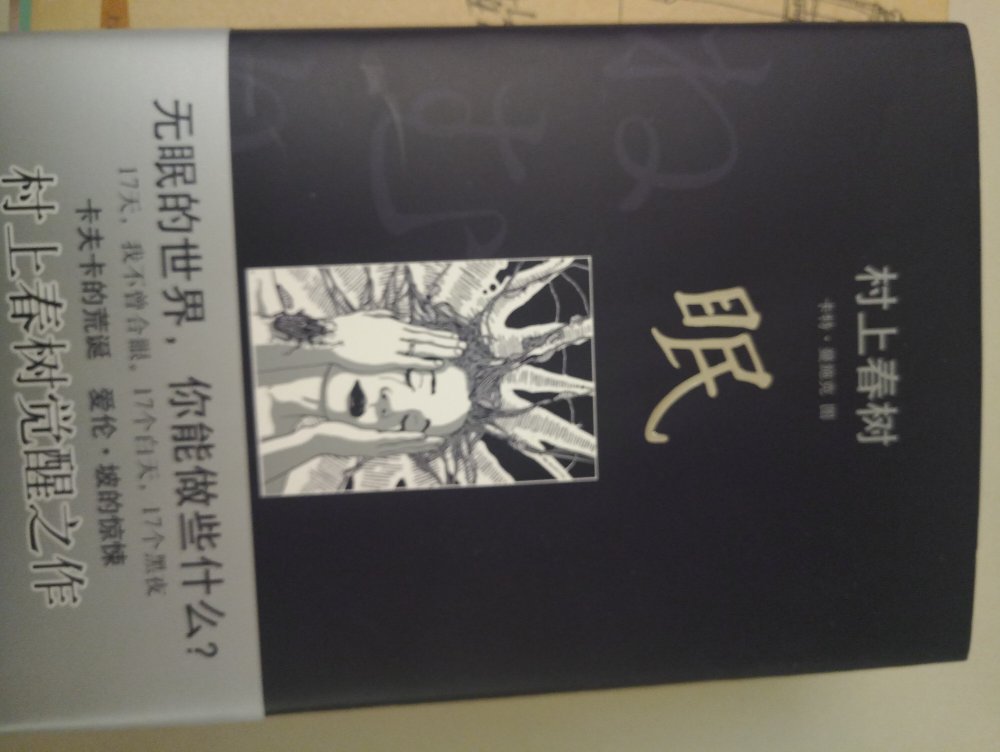 村上春树
卡特·曼施克 图
眠
无眠的世界，你能做些什么？
17天，我不曾合眼。17个白天，17个黑夜
卡夫卡的荒诞 爱伦·坡的惊悚
村上春树觉醒之作